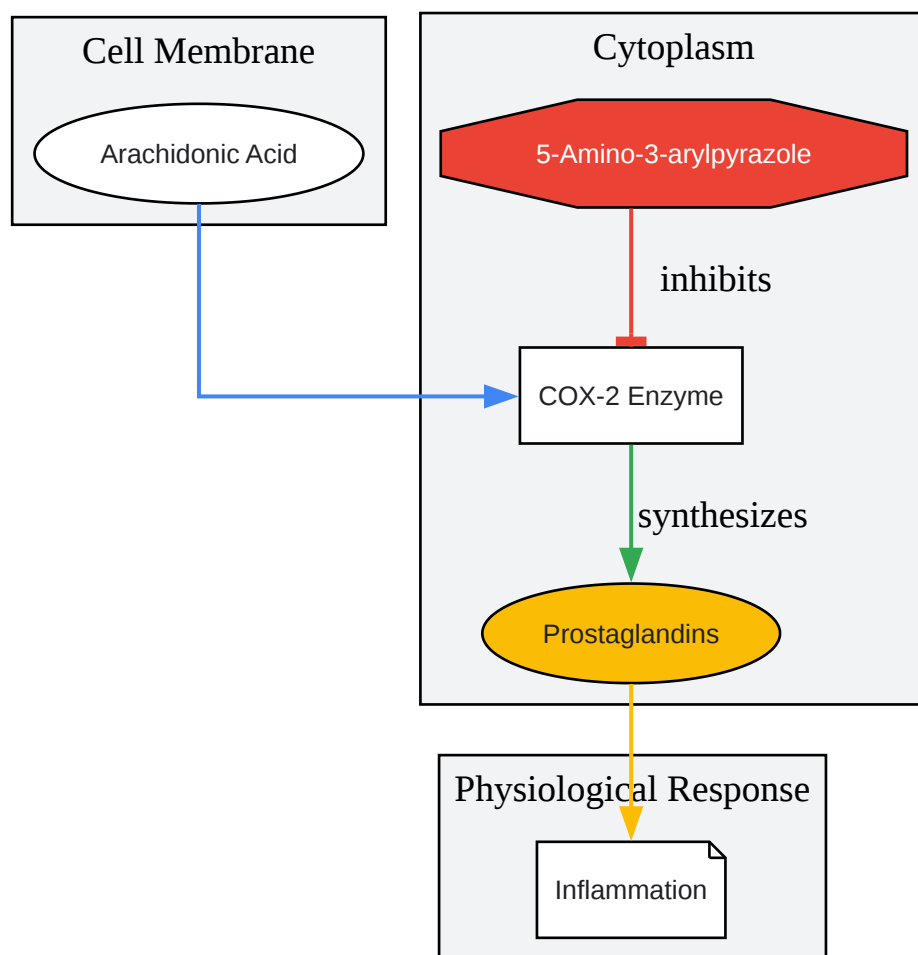 Cell Membrane
Arachidonic Acid
Cytoplasm
5-Amino-3-arylpyrazole
inhibits
COX-2 Enzyme
synthesizes
Prostaglandins
Physiological Response
Inflammation